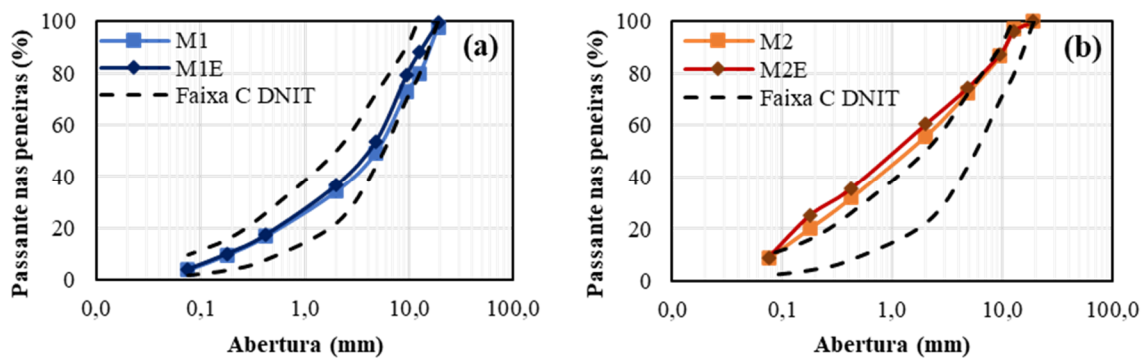 Passante nas peneiras (%)
100
80
60
40
20
0
M1
M1E
Faixa C DNIT
(a)
0,0
0,1
1,0
10,0
100,0
Abertura (mm)
Passante nas peneiras (%)
100
80
60
40
20
0
M2
M2E
Faixa C DNIT
(b)
0,0
0,1
1,0
10,0
100,0
Abertura (mm)